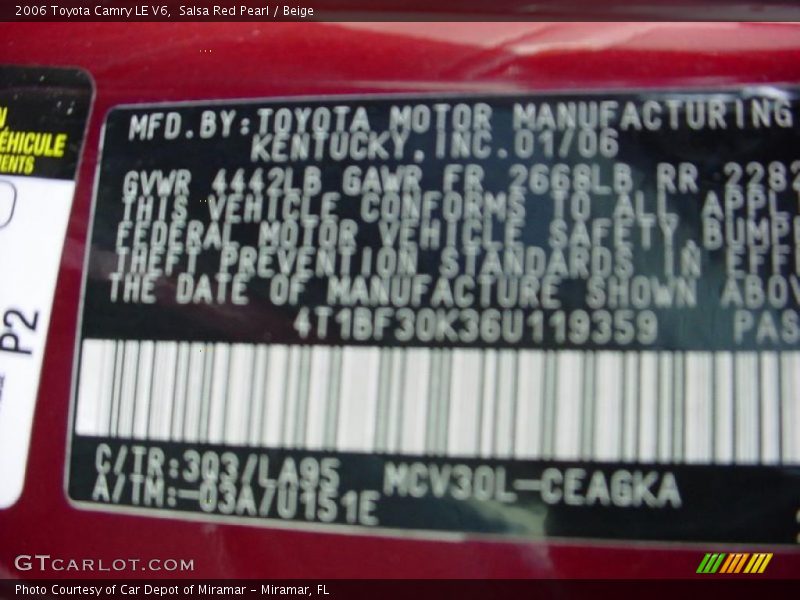 2006 Toyota Camry LE V6,  Salsa Red Pearl / Beige
ÉHICULE
P2
MFD.BY:TOYOTA MOTOR MANUFACTURING
KENTUCKY,INC.01/06
GVWR 4442LB GAWR FR 2668LB RR 2282
THIS VEHICLE CONFORMS TO ALL APPL
FEDERAL MOTOR VEHICLE SAFETY,BUMP
THEFT PREVENTION STANDARDS IN EFF
THE DATE OF MANUFACTURE SHOWN ABOV
4T1BF30K36U119359 PAS
C/TR:3Q3/LA95 MCV30L-CEAGKA
A/TM:-03A/U151E
GTCARLOT.COM
Photo Courtesy of Car Depot of Miramar - Miramar, FL